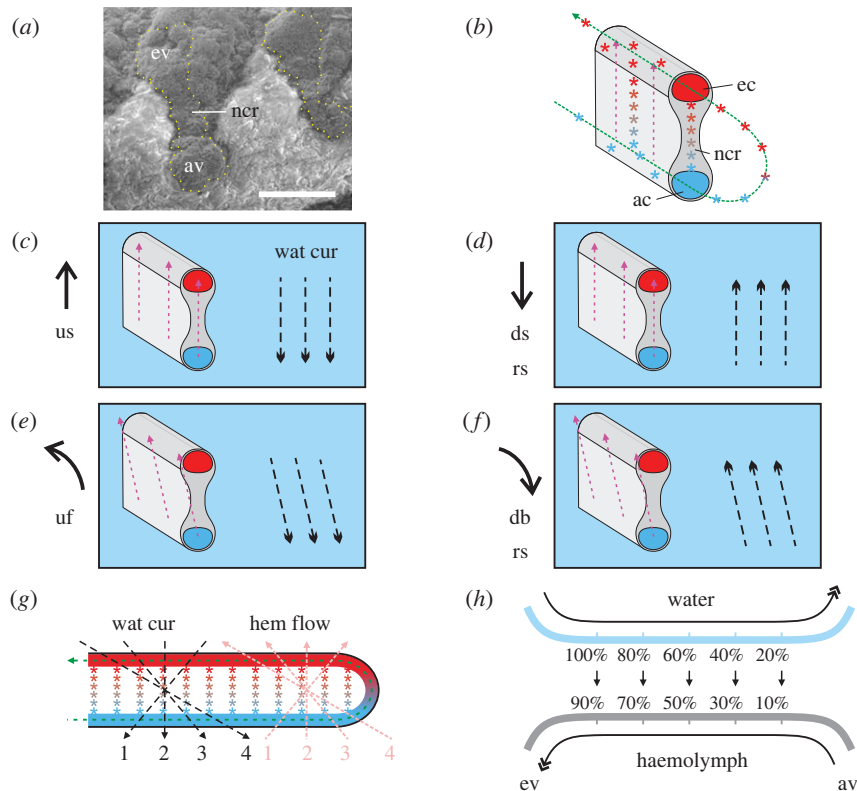 (a)
ev
ncr
av
(b)
ec
ncr
ac
(c)
us
wat cur
(d)
ds
rs
(e)
uf
(f)
db
rs
(g)
wat cur hem flow
1 2 3 4 1 2 3 4
(h)
water
100% 80% 60% 40% 20%
90% 70% 50% 30% 10%
haemolymph
ev av